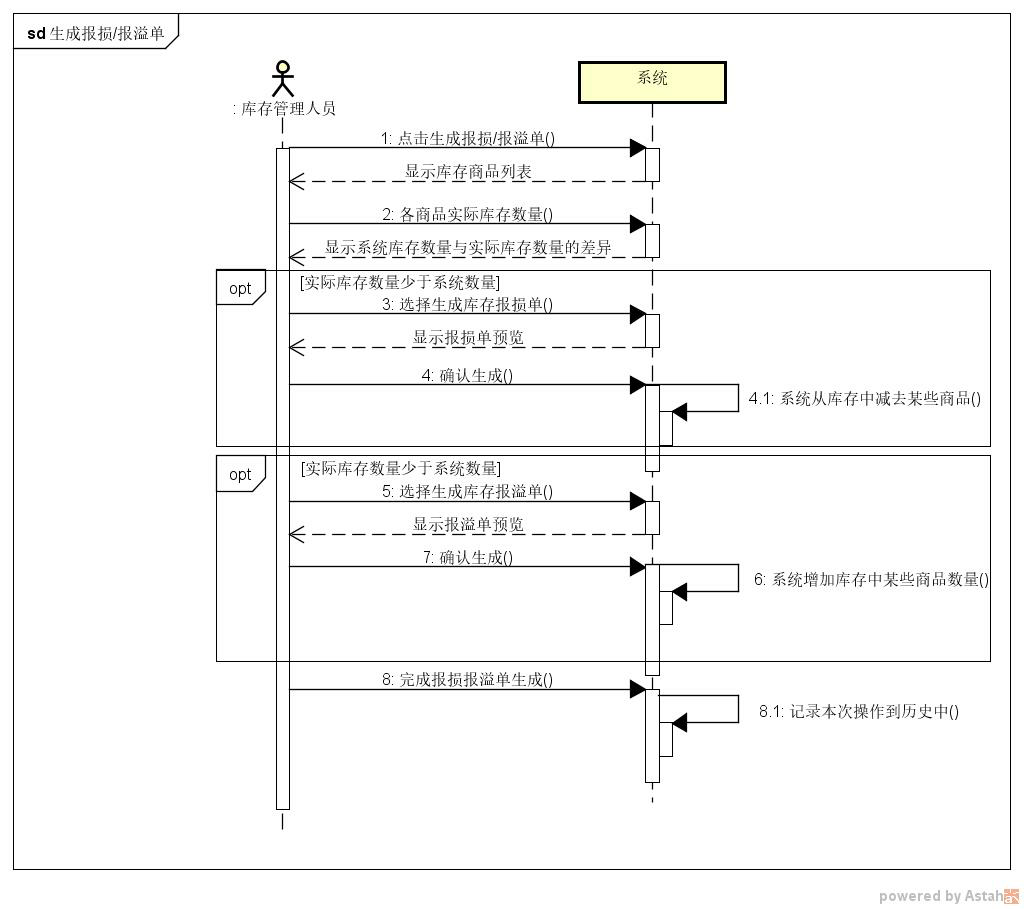 sd 生成报损/报溢单
: 库存管理人员
系统
1: 点击生成报损/报溢单()
显示库存商品列表
2: 各商品实际库存数量()
显示系统库存数量与实际库存数量的差异
opt
[实际库存数量少于系统数量]
3: 选择生成库存报损单()
显示报损单预览
4: 确认生成()
4.1: 系统从库存中减去某些商品()
opt
[实际库存数量少于系统数量]
5: 选择生成库存报溢单()
显示报溢单预览
7: 确认生成()
6: 系统增加库存中某些商品数量()
8: 完成报损报溢单生成()
8.1: 记录本次操作到历史中()
powered by Astah